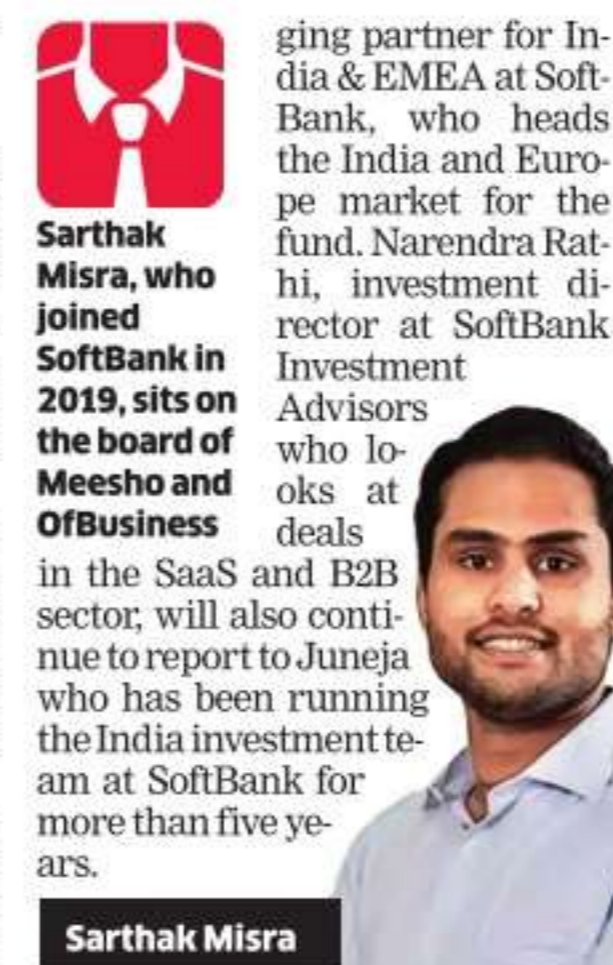 Sarthak
Misra, who
joined
SoftBank in
2019, sits on
the board of
Meesho and
OfBusiness
ging partner for In-
dia & EMEA at Soft-
Bank, who heads
the India and Euro-
pe market for the
fund. Narendra Rat-
hi, investment di-
rector at SoftBank
Investment
Advisors
who lo-
oks at
deals
in the SaaS and B2B
sector, will also conti-
nue to report to Juneja
who has been running
the India investment te-
am at SoftBank for
more than five ye-
ars.
Sarthak Misra